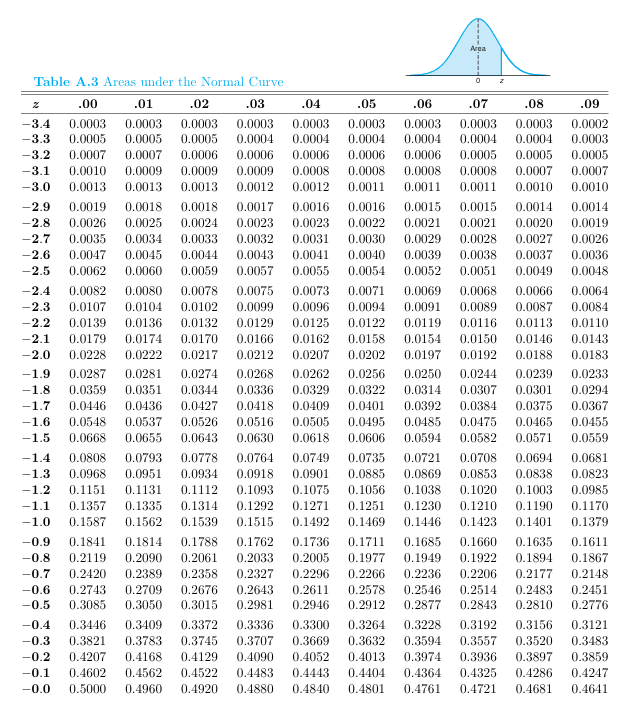 Area
0 z
Table A.3 Areas under the Normal Curve
z .00 .01 .02 .03 .04 .05 .06 .07 .08 .09
−3.4 0.0003 0.0003 0.0003 0.0003 0.0003 0.0003 0.0003 0.0003 0.0003 0.0002
−3.3 0.0005 0.0005 0.0005 0.0004 0.0004 0.0004 0.0004 0.0004 0.0004 0.0003
−3.2 0.0007 0.0007 0.0006 0.0006 0.0006 0.0006 0.0006 0.0005 0.0005 0.0005
−3.1 0.0010 0.0009 0.0009 0.0009 0.0008 0.0008 0.0008 0.0008 0.0007 0.0007
−3.0 0.0013 0.0013 0.0013 0.0012 0.0012 0.0011 0.0011 0.0011 0.0010 0.0010
−2.9 0.0019 0.0018 0.0018 0.0017 0.0016 0.0016 0.0015 0.0015 0.0014 0.0014
−2.8 0.0026 0.0025 0.0024 0.0023 0.0023 0.0022 0.0021 0.0021 0.0020 0.0019
−2.7 0.0035 0.0034 0.0033 0.0032 0.0031 0.0030 0.0029 0.0028 0.0027 0.0026
−2.6 0.0047 0.0045 0.0044 0.0043 0.0041 0.0040 0.0039 0.0038 0.0037 0.0036
−2.5 0.0062 0.0060 0.0059 0.0057 0.0055 0.0054 0.0052 0.0051 0.0049 0.0048
−2.4 0.0082 0.0080 0.0078 0.0075 0.0073 0.0071 0.0069 0.0068 0.0066 0.0064
−2.3 0.0107 0.0104 0.0102 0.0099 0.0096 0.0094 0.0091 0.0089 0.0087 0.0084
−2.2 0.0139 0.0136 0.0132 0.0129 0.0125 0.0122 0.0119 0.0116 0.0113 0.0110
−2.1 0.0179 0.0174 0.0170 0.0166 0.0162 0.0158 0.0154 0.0150 0.0146 0.0143
−2.0 0.0228 0.0222 0.0217 0.0212 0.0207 0.0202 0.0197 0.0192 0.0188 0.0183
−1.9 0.0287 0.0281 0.0274 0.0268 0.0262 0.0256 0.0250 0.0244 0.0239 0.0233
−1.8 0.0359 0.0351 0.0344 0.0336 0.0329 0.0322 0.0314 0.0307 0.0301 0.0294
−1.7 0.0446 0.0436 0.0427 0.0418 0.0409 0.0401 0.0392 0.0384 0.0375 0.0367
−1.6 0.0548 0.0537 0.0526 0.0516 0.0505 0.0495 0.0485 0.0475 0.0465 0.0455
−1.5 0.0668 0.0655 0.0643 0.0630 0.0618 0.0606 0.0594 0.0582 0.0571 0.0559
−1.4 0.0808 0.0793 0.0778 0.0764 0.0749 0.0735 0.0721 0.0708 0.0694 0.0681
−1.3 0.0968 0.0951 0.0934 0.0918 0.0901 0.0885 0.0869 0.0853 0.0838 0.0823
−1.2 0.1151 0.1131 0.1112 0.1093 0.1075 0.1056 0.1038 0.1020 0.1003 0.0985
−1.1 0.1357 0.1335 0.1314 0.1292 0.1271 0.1251 0.1230 0.1210 0.1190 0.1170
−1.0 0.1587 0.1562 0.1539 0.1515 0.1492 0.1469 0.1446 0.1423 0.1401 0.1379
−0.9 0.1841 0.1814 0.1788 0.1762 0.1736 0.1711 0.1685 0.1660 0.1635 0.1611
−0.8 0.2119 0.2090 0.2061 0.2033 0.2005 0.1977 0.1949 0.1922 0.1894 0.1867
−0.7 0.2420 0.2389 0.2358 0.2327 0.2296 0.2266 0.2236 0.2206 0.2177 0.2148
−0.6 0.2743 0.2709 0.2676 0.2643 0.2611 0.2578 0.2546 0.2514 0.2483 0.2451
−0.5 0.3085 0.3050 0.3015 0.2981 0.2946 0.2912 0.2877 0.2843 0.2810 0.2776
−0.4 0.3446 0.3409 0.3372 0.3336 0.3300 0.3264 0.3228 0.3192 0.3156 0.3121
−0.3 0.3821 0.3783 0.3745 0.3707 0.3669 0.3632 0.3594 0.3557 0.3520 0.3483
−0.2 0.4207 0.4168 0.4129 0.4090 0.4052 0.4013 0.3974 0.3936 0.3897 0.3859
−0.1 0.4602 0.4562 0.4522 0.4483 0.4443 0.4404 0.4364 0.4325 0.4286 0.4247
−0.0 0.5000 0.4960 0.4920 0.4880 0.4840 0.4801 0.4761 0.4721 0.4681 0.4641